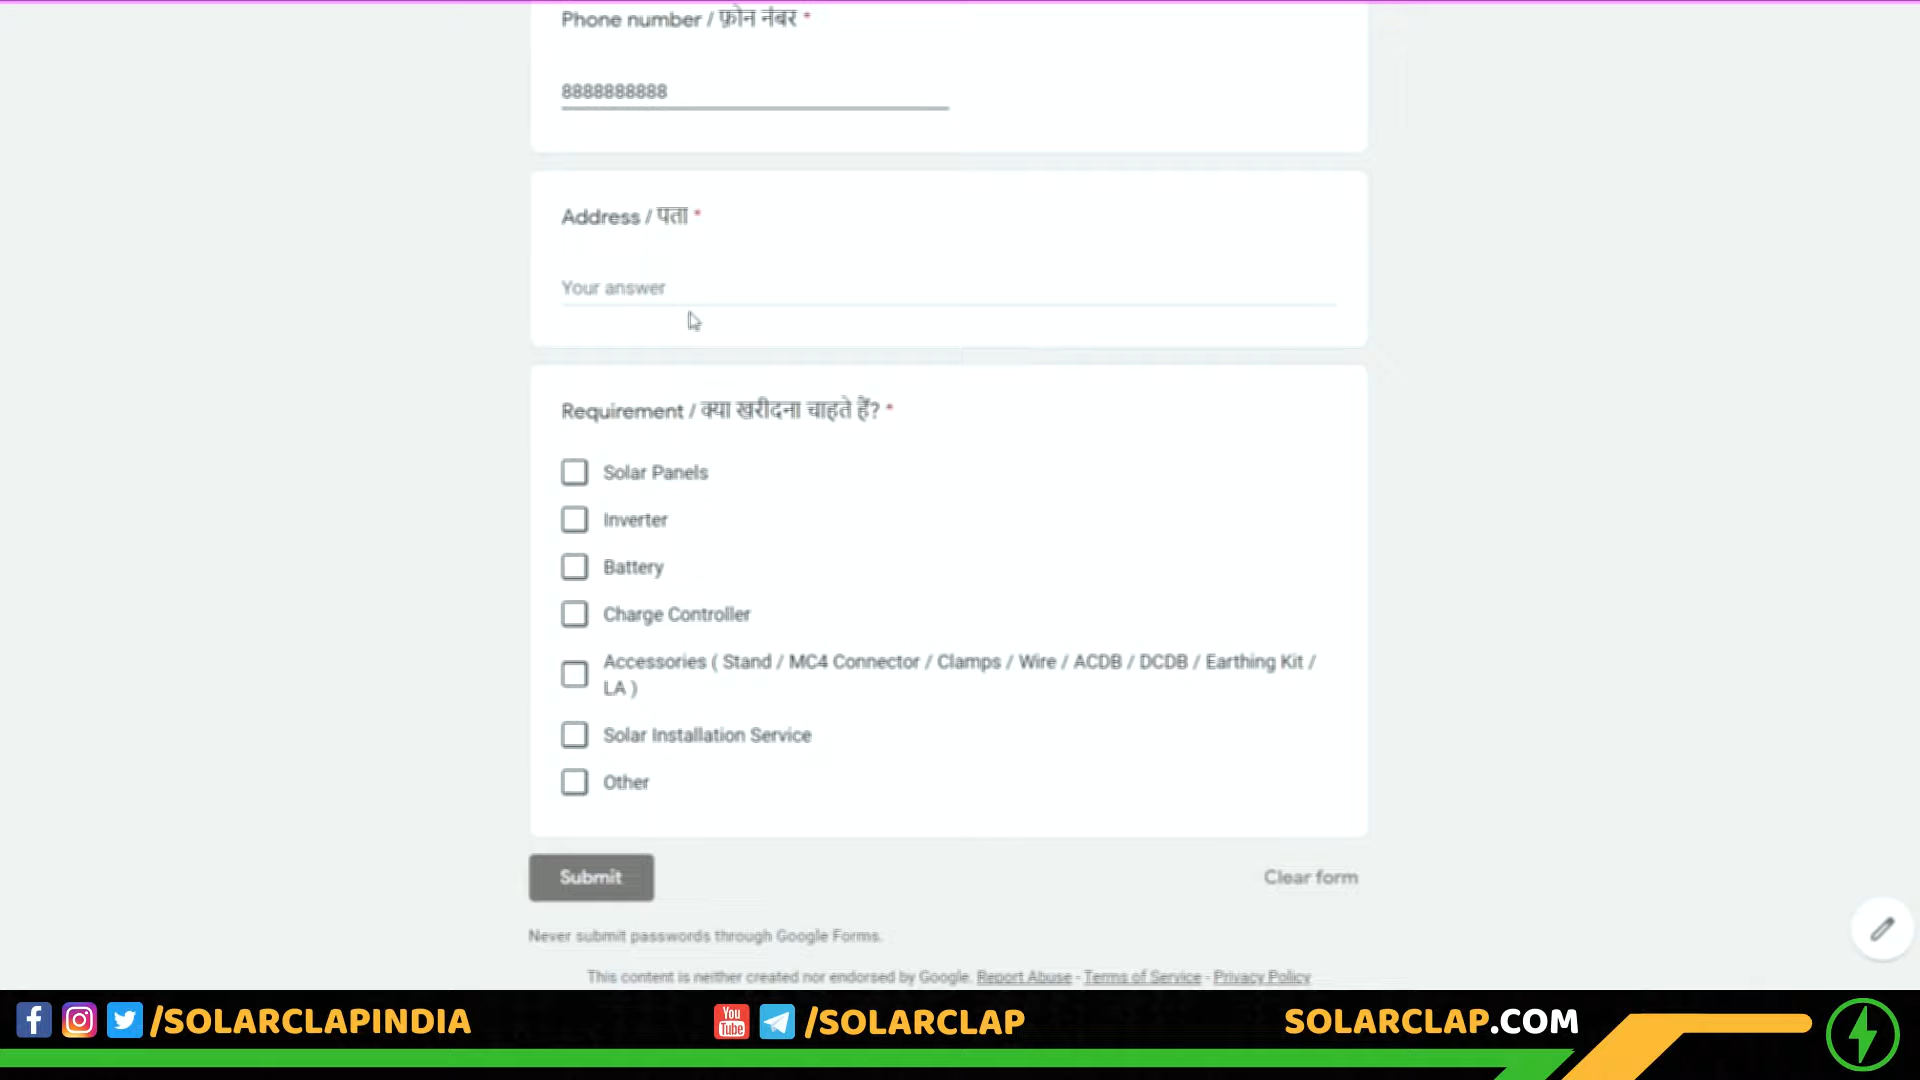 Phone number / फ़ोन नंबर *
8888888888
Address / पता *
Your answer
Requirement / क्या खरीदना चाहते हैं? *
Solar Panels
Inverter
Battery
Charge Controller
Accessories ( Stand / MC4 Connector / Clamps / Wire / ACDB / DCDB / Earthing Kit /
LA )
Solar Installation Service
Other
Submit
Clear form
Never submit passwords through Google Forms.
This content is neither created nor endorsed by Google. Report Abuse - Terms of Service - Privacy Policy
/SOLARCLAPINDIA
You Tube
/SOLARCLAP
SOLARCLAP.COM